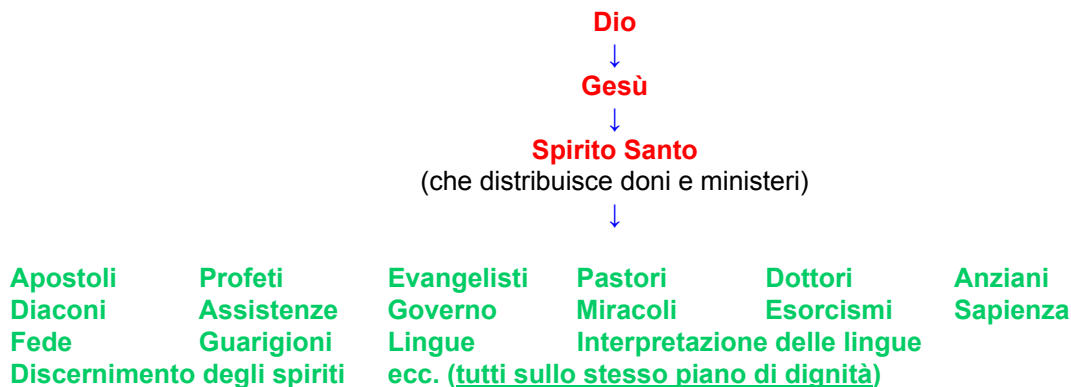 Dio
↓
Gesù
↓
Spirito Santo
(che distribuisce doni e ministeri)
↓
Apostoli Profeti Evangelisti Pastori Dottori Anziani
Diaconi Assistenze Governo Miracoli Esorcismi Sapienza
Fede Guarigioni Lingue Interpretazione delle lingue
Discernimento degli spiriti ecc. (tutti sullo stesso piano di dignità)